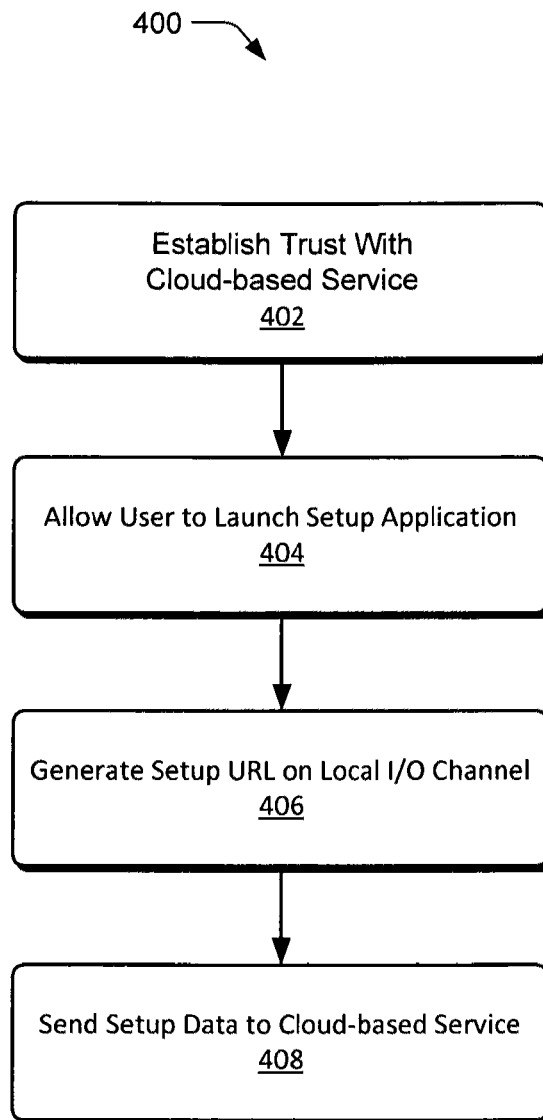 400
Establish Trust With
Cloud-based Service
402
Allow User to Launch Setup Application
404
Generate Setup URL on Local I/O Channel
406
Send Setup Data to Cloud-based Service
408